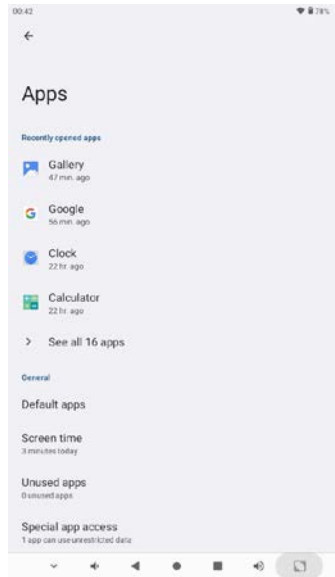 00:42
78%
Apps
Recently opened apps
Gallery
47 min. ago
Google
56 min. ago
Clock
22 hr. ago
Calculator
22 hr. ago
See all 16 apps
General
Default apps
Screen time
3 minutes today
Unused apps
0 unused apps
Special app access
1 app can use unrestricted data